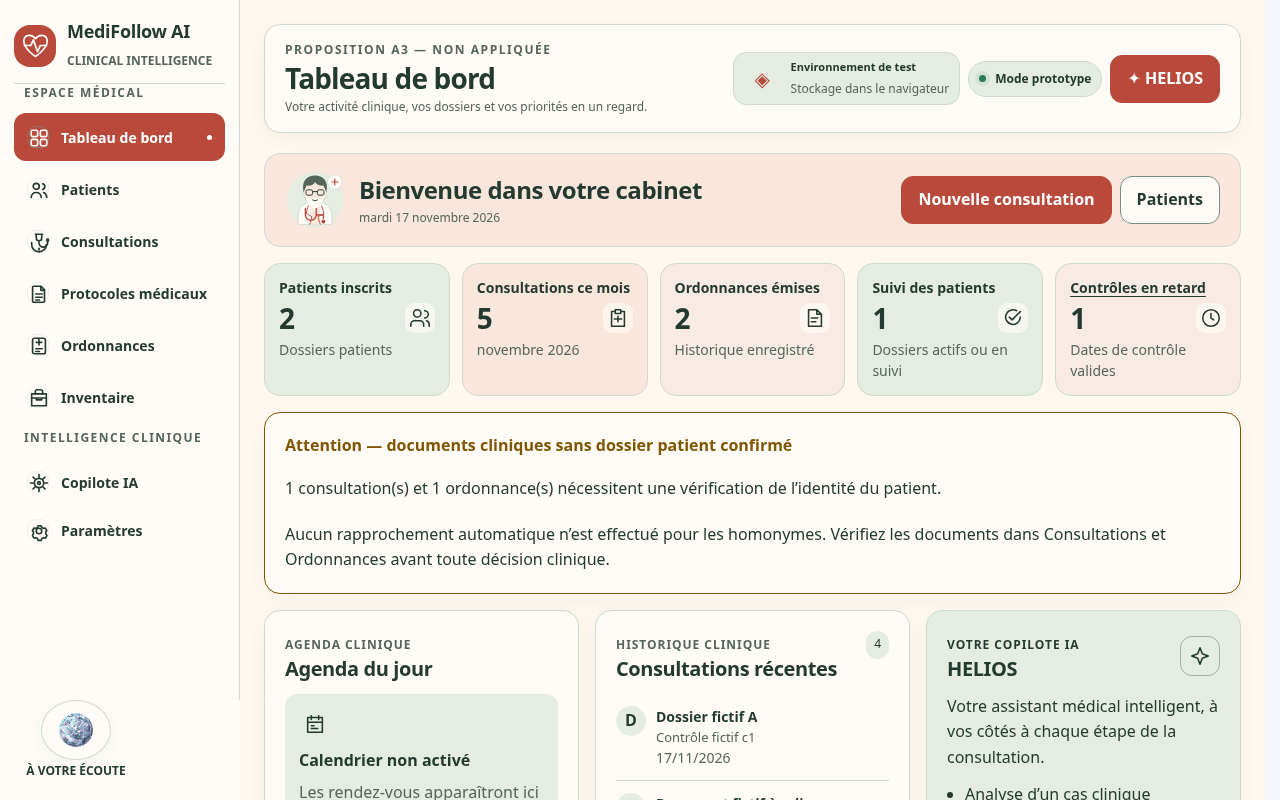 MediFollow AI
CLINICAL INTELLIGENCE
ESPACE MÉDICAL
Tableau de bord
Patients
Consultations
Protocoles médicaux
Ordonnances
Inventaire
INTELLIGENCE CLINIQUE
Copilote IA
Paramètres
À VOTRE ÉCOUTE
PROPOSITION A3 — NON APPLIQUÉE
Tableau de bord
Votre activité clinique, vos dossiers et vos priorités en un regard.
Environnement de test
Stockage dans le navigateur
Mode prototype
✦ HELIOS
Bienvenue dans votre cabinet
mardi 17 novembre 2026
Nouvelle consultation
Patients
Patients inscrits
2
Dossiers patients
Consultations ce mois
5
novembre 2026
Ordonnances émises
2
Historique enregistré
Suivi des patients
1
Dossiers actifs ou en
suivi
Contrôles en retard
1
Dates de contrôle
valides
Attention — documents cliniques sans dossier patient confirmé
1 consultation(s) et 1 ordonnance(s) nécessitent une vérification de l’identité du patient.
Aucun rapprochement automatique n’est effectué pour les homonymes. Vérifiez les documents dans Consultations et
Ordonnances avant toute décision clinique.
AGENDA CLINIQUE
Agenda du jour
Calendrier non activé
Les rendez-vous apparaîtront ici
HISTORIQUE CLINIQUE
4
Consultations récentes
D
Dossier fictif A
Contrôle fictif c1
17/11/2026
VOTRE COPILOTE IA
HELIOS
Votre assistant médical intelligent, à
vos côtés à chaque étape de la
consultation.
• Analyse d’un cas clinique